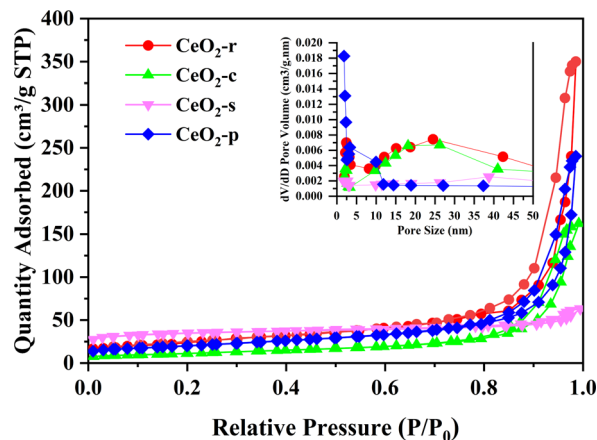 400
350
300
250
200
150
100
50
0
Quantity Adsorbed (cm³/g STP)
CeO₂-r
CeO₂-c
CeO₂-s
CeO₂-p
0.020
0.018
0.016
0.014
0.012
0.010
0.008
0.006
0.004
0.002
0.000
dV/dD Pore Volume (cm3/g.nm)
0 5 10 15 20 25 30 35 40 45 50
Pore Size (nm)
0.0 0.2 0.4 0.6 0.8 1.0
Relative Pressure (P/P₀)